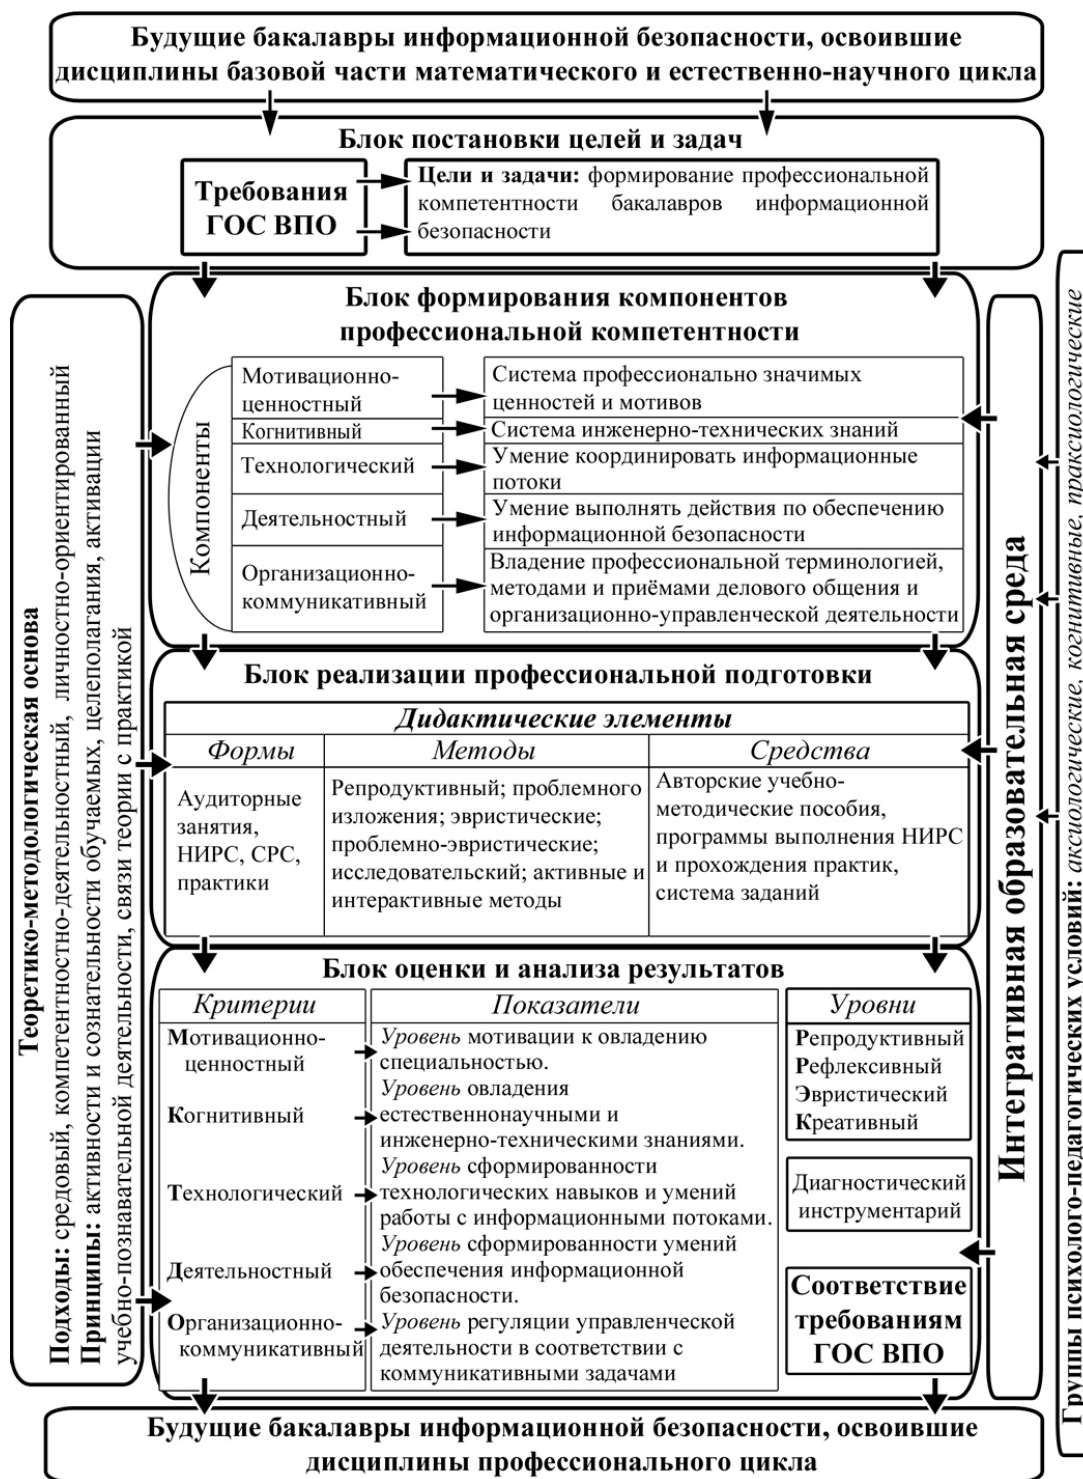 Будущие бакалавры информационной безопасности, освоившие
дисциплины базовой части математического и естественно-научного цикла
Блок постановки целей и задач
Требования
ГОС ВПО
Цели и задачи: формирование профессиональной
компетентности бакалавров информационной
безопасности
Теоретико-методологическая основа
Подходы: средовый, компетентностно-деятельностный, личностно-ориентированный
Принципы: активности и сознательности обучаемых, целеполагания, активации
учебно-познавательной деятельности, связи теории с практикой
Блок формирования компонентов
профессиональной компетентности
Компоненты
Мотивационно-
ценностный
Система профессионально значимых
ценностей и мотивов
Когнитивный
Система инженерно-технических знаний
Технологический
Умение координировать информационные
потоки
Деятельностный
Умение выполнять действия по обеспечению
информационной безопасности
Организационно-
коммуникативный
Владение профессиональной терминологией,
методами и приёмами делового общения и
организационно-управленческой деятельности
Блок реализации профессиональной подготовки
Дидактические элементы
Формы
Методы
Средства
Аудиторные
занятия,
НИРС, СРС,
практики
Репродуктивный; проблемного
изложения; эвристические;
проблемно-эвристические;
исследовательский; активные и
интерактивные методы
Авторские учебно-
методические пособия,
программы выполнения НИРС
и прохождения практик,
система заданий
Блок оценки и анализа результатов
Критерии
Показатели
Уровни
Мотивационно-
ценностный
Уровень мотивации к овладению
специальностью.
Когнитивный
Уровень овладения
естественнонаучными и
инженерно-техническими знаниями.
Технологический
Уровень сформированности
технологических навыков и умений
работы с информационными потоками.
Деятельностный
Уровень сформированности умений
обеспечения информационной
безопасности.
Организационно-
коммуникативный
Уровень регуляции управленческой
деятельности в соответствии с
коммуникативными задачами
Репродуктивный
Рефлексивный
Эвристический
Креативный
Диагностический
инструментарий
Соответствие
требованиям
ГОС ВПО
Интегративная образовательная среда
Группы психолого-педагогических условий: аксиологические, когнитивные, праксиологические
Будущие бакалавры информационной безопасности, освоившие
дисциплины профессионального цикла